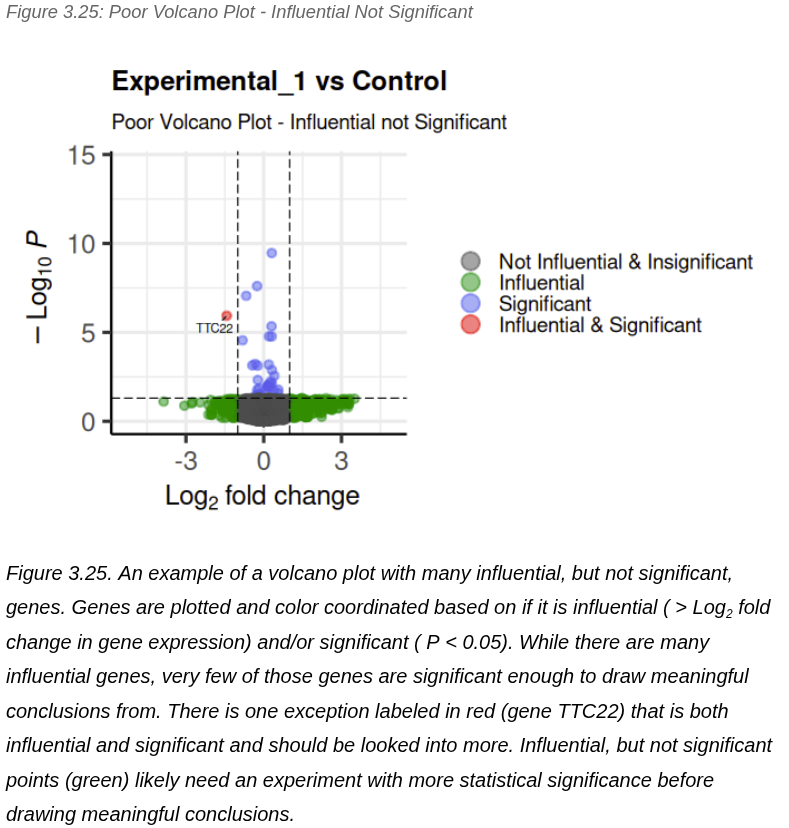 Figure 3.25: Poor Volcano Plot - Influential Not Significant
Experimental_1 vs Control
Poor Volcano Plot - Influential not Significant
15
10
5
0
− Log10 P
TTC22
-3 0 3
Log2 fold change
Not Influential & Insignificant
Influential
Significant
Influential & Significant
Figure 3.25. An example of a volcano plot with many influential, but not significant,
genes. Genes are plotted and color coordinated based on if it is influential ( > Log2 fold
change in gene expression) and/or significant ( P < 0.05). While there are many
influential genes, very few of those genes are significant enough to draw meaningful
conclusions from. There is one exception labeled in red (gene TTC22) that is both
influential and significant and should be looked into more. Influential, but not significant
points (green) likely need an experiment with more statistical significance before
drawing meaningful conclusions.